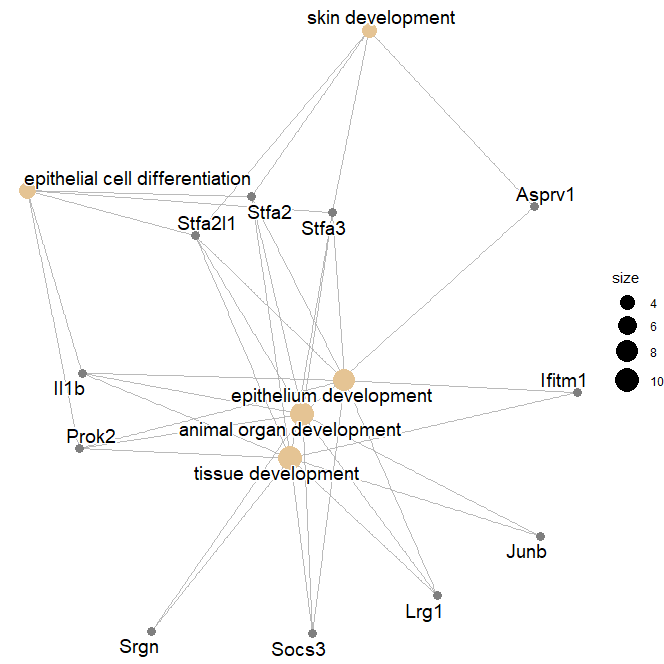 skin development
epithelial cell differentiation
Asprv1
Stfa2
Stfa2l1
Stfa3
size
4
6
8
10
Il1b
Ifitm1
epithelium development
Prok2
animal organ development
tissue development
Junb
Lrg1
Srgn
Socs3